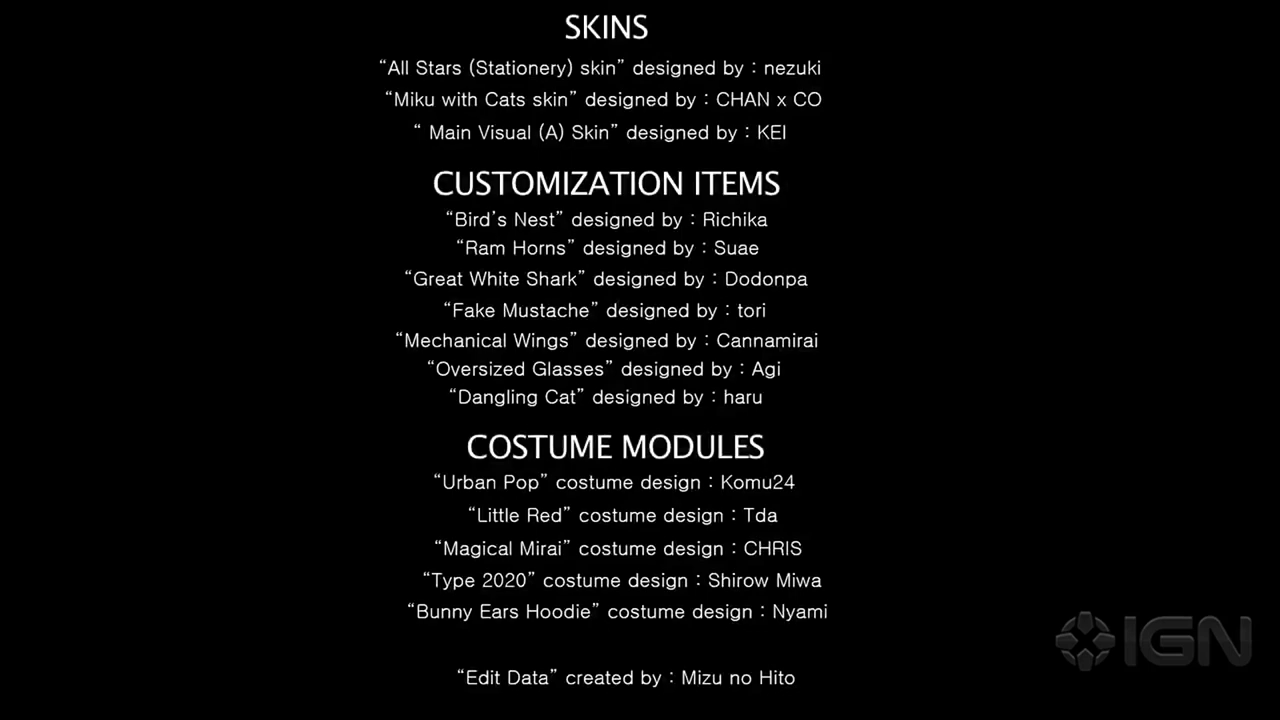 SKINS
“All Stars (Stationery) skin” designed by : nezuki
“Miku with Cats skin” designed by : CHAN x CO
“ Main Visual (A) Skin” designed by : KEI
CUSTOMIZATION ITEMS
“Bird’s Nest” designed by : Richika
“Ram Horns” designed by : Suae
“Great White Shark” designed by : Dodonpa
“Fake Mustache” designed by : tori
“Mechanical Wings” designed by : Cannamirai
“Oversized Glasses” designed by : Agi
“Dangling Cat” designed by : haru
COSTUME MODULES
“Urban Pop” costume design : Komu24
“Little Red” costume design : Tda
“Magical Mirai” costume design : CHRIS
“Type 2020” costume design : Shirow Miwa
“Bunny Ears Hoodie” costume design : Nyami
IGN
“Edit Data” created by : Mizu no Hito